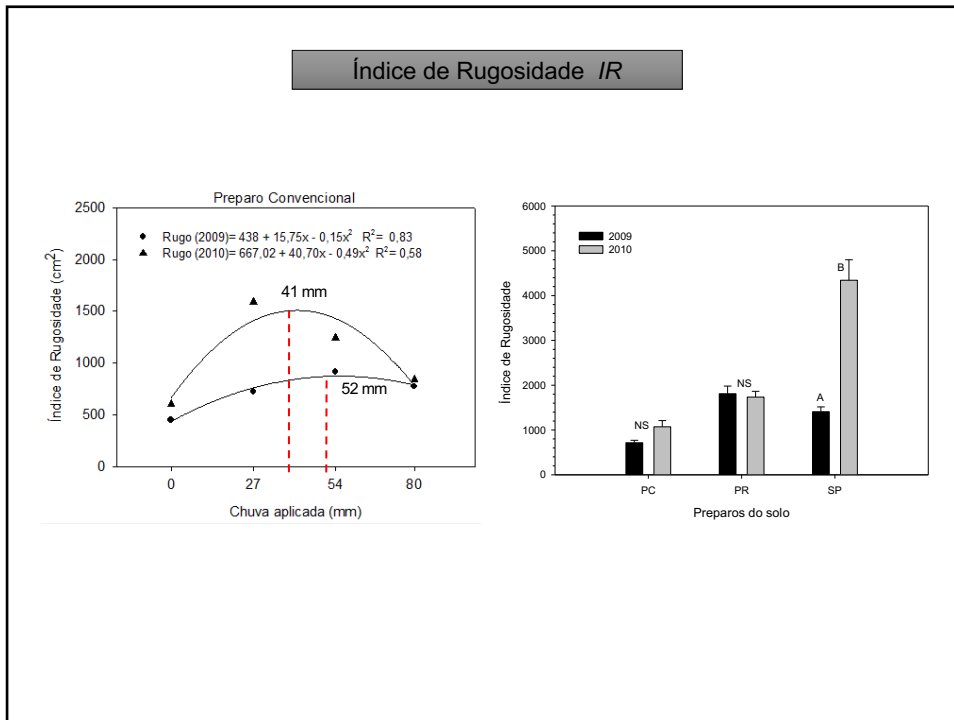 Índice de Rugosidade IR
Preparo Convencional
Índice de Rugosidade (cm²)
2500
2000
1500
1000
500
0
Rugo (2009)= 438 + 15,75x - 0,15x² R²= 0,83
Rugo (2010)= 667,02 + 40,70x - 0,49x² R²= 0,58
41 mm
52 mm
0 27 54 80
Chuva aplicada (mm)
Índice de Rugosidade
6000
5000
4000
3000
2000
1000
0
2009
2010
NS
NS
A
B
PC PR SP
Preparos do solo